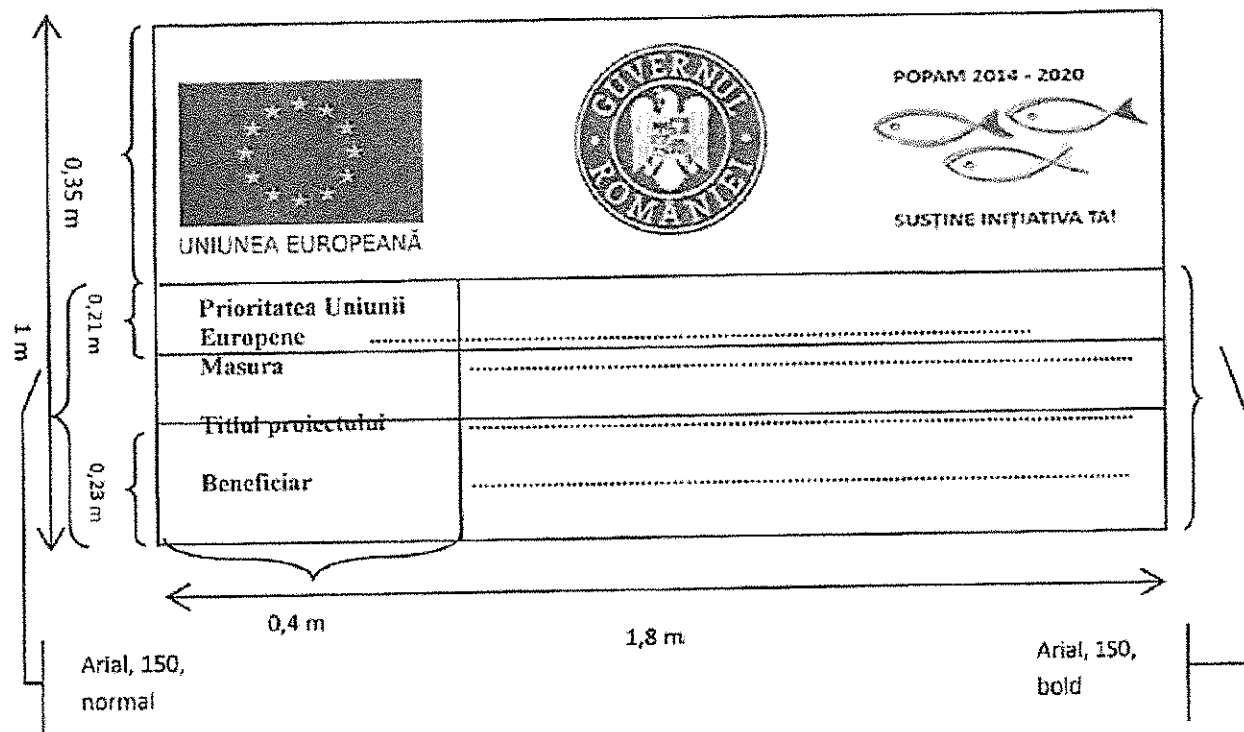 GUVERNUL ROMÂNIEI
POPAM 2014 - 2020
UNIUNEA EUROPEANĂ
SUSȚINE INIȚIATIVA TA!
0,35 m
1 m
0,21 m
Prioritatea Uniunii
Europene ................................
Masura ................................
Titlul proiectului ................................
0,23 m
Beneficiar ................................
0,4 m
1,8 m
Arial, 150,
normal
Arial, 150,
bold